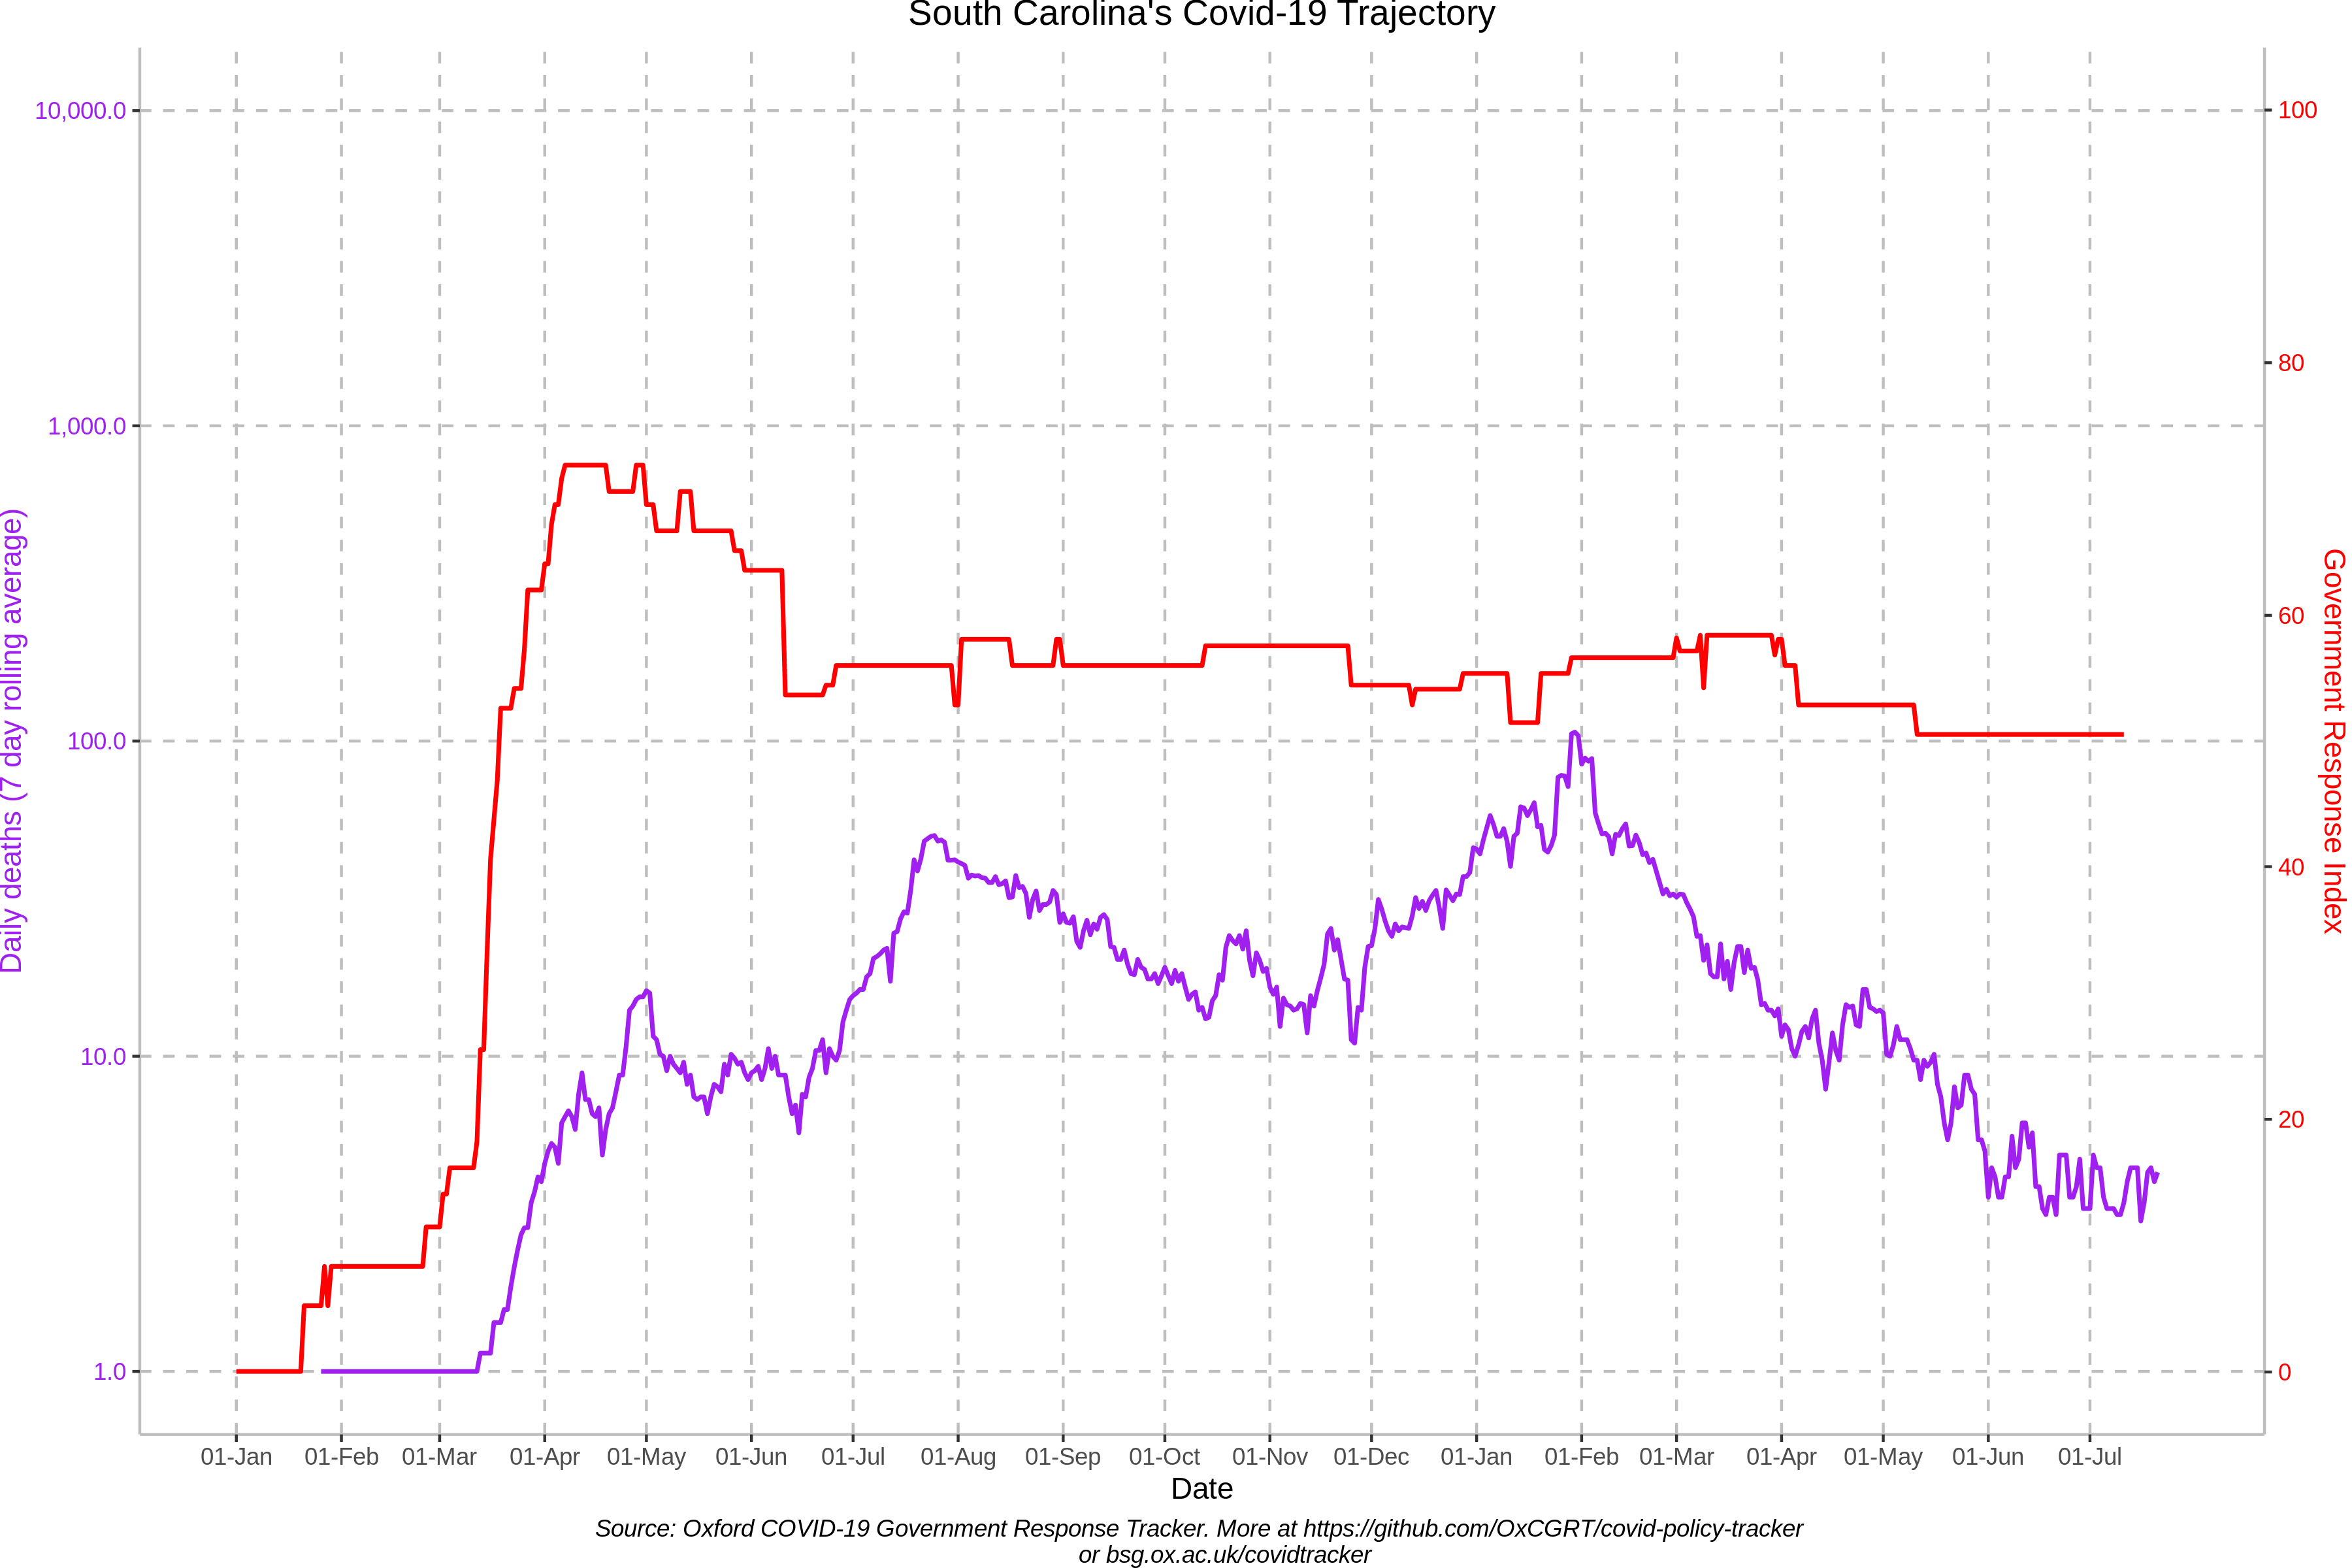 South Carolina's Covid-19 Trajectory
10,000.0
1,000.0
100.0
10.0
1.0
Daily deaths (7 day rolling average)
100
80
60
40
20
0
Government Response Index
01-Jan 01-Feb 01-Mar 01-Apr 01-May 01-Jun 01-Jul 01-Aug 01-Sep 01-Oct 01-Nov 01-Dec 01-Jan 01-Feb 01-Mar 01-Apr 01-May 01-Jun 01-Jul
Date
Source: Oxford COVID-19 Government Response Tracker. More at https://github.com/OxCGRT/covid-policy-tracker
or bsg.ox.ac.uk/covidtracker